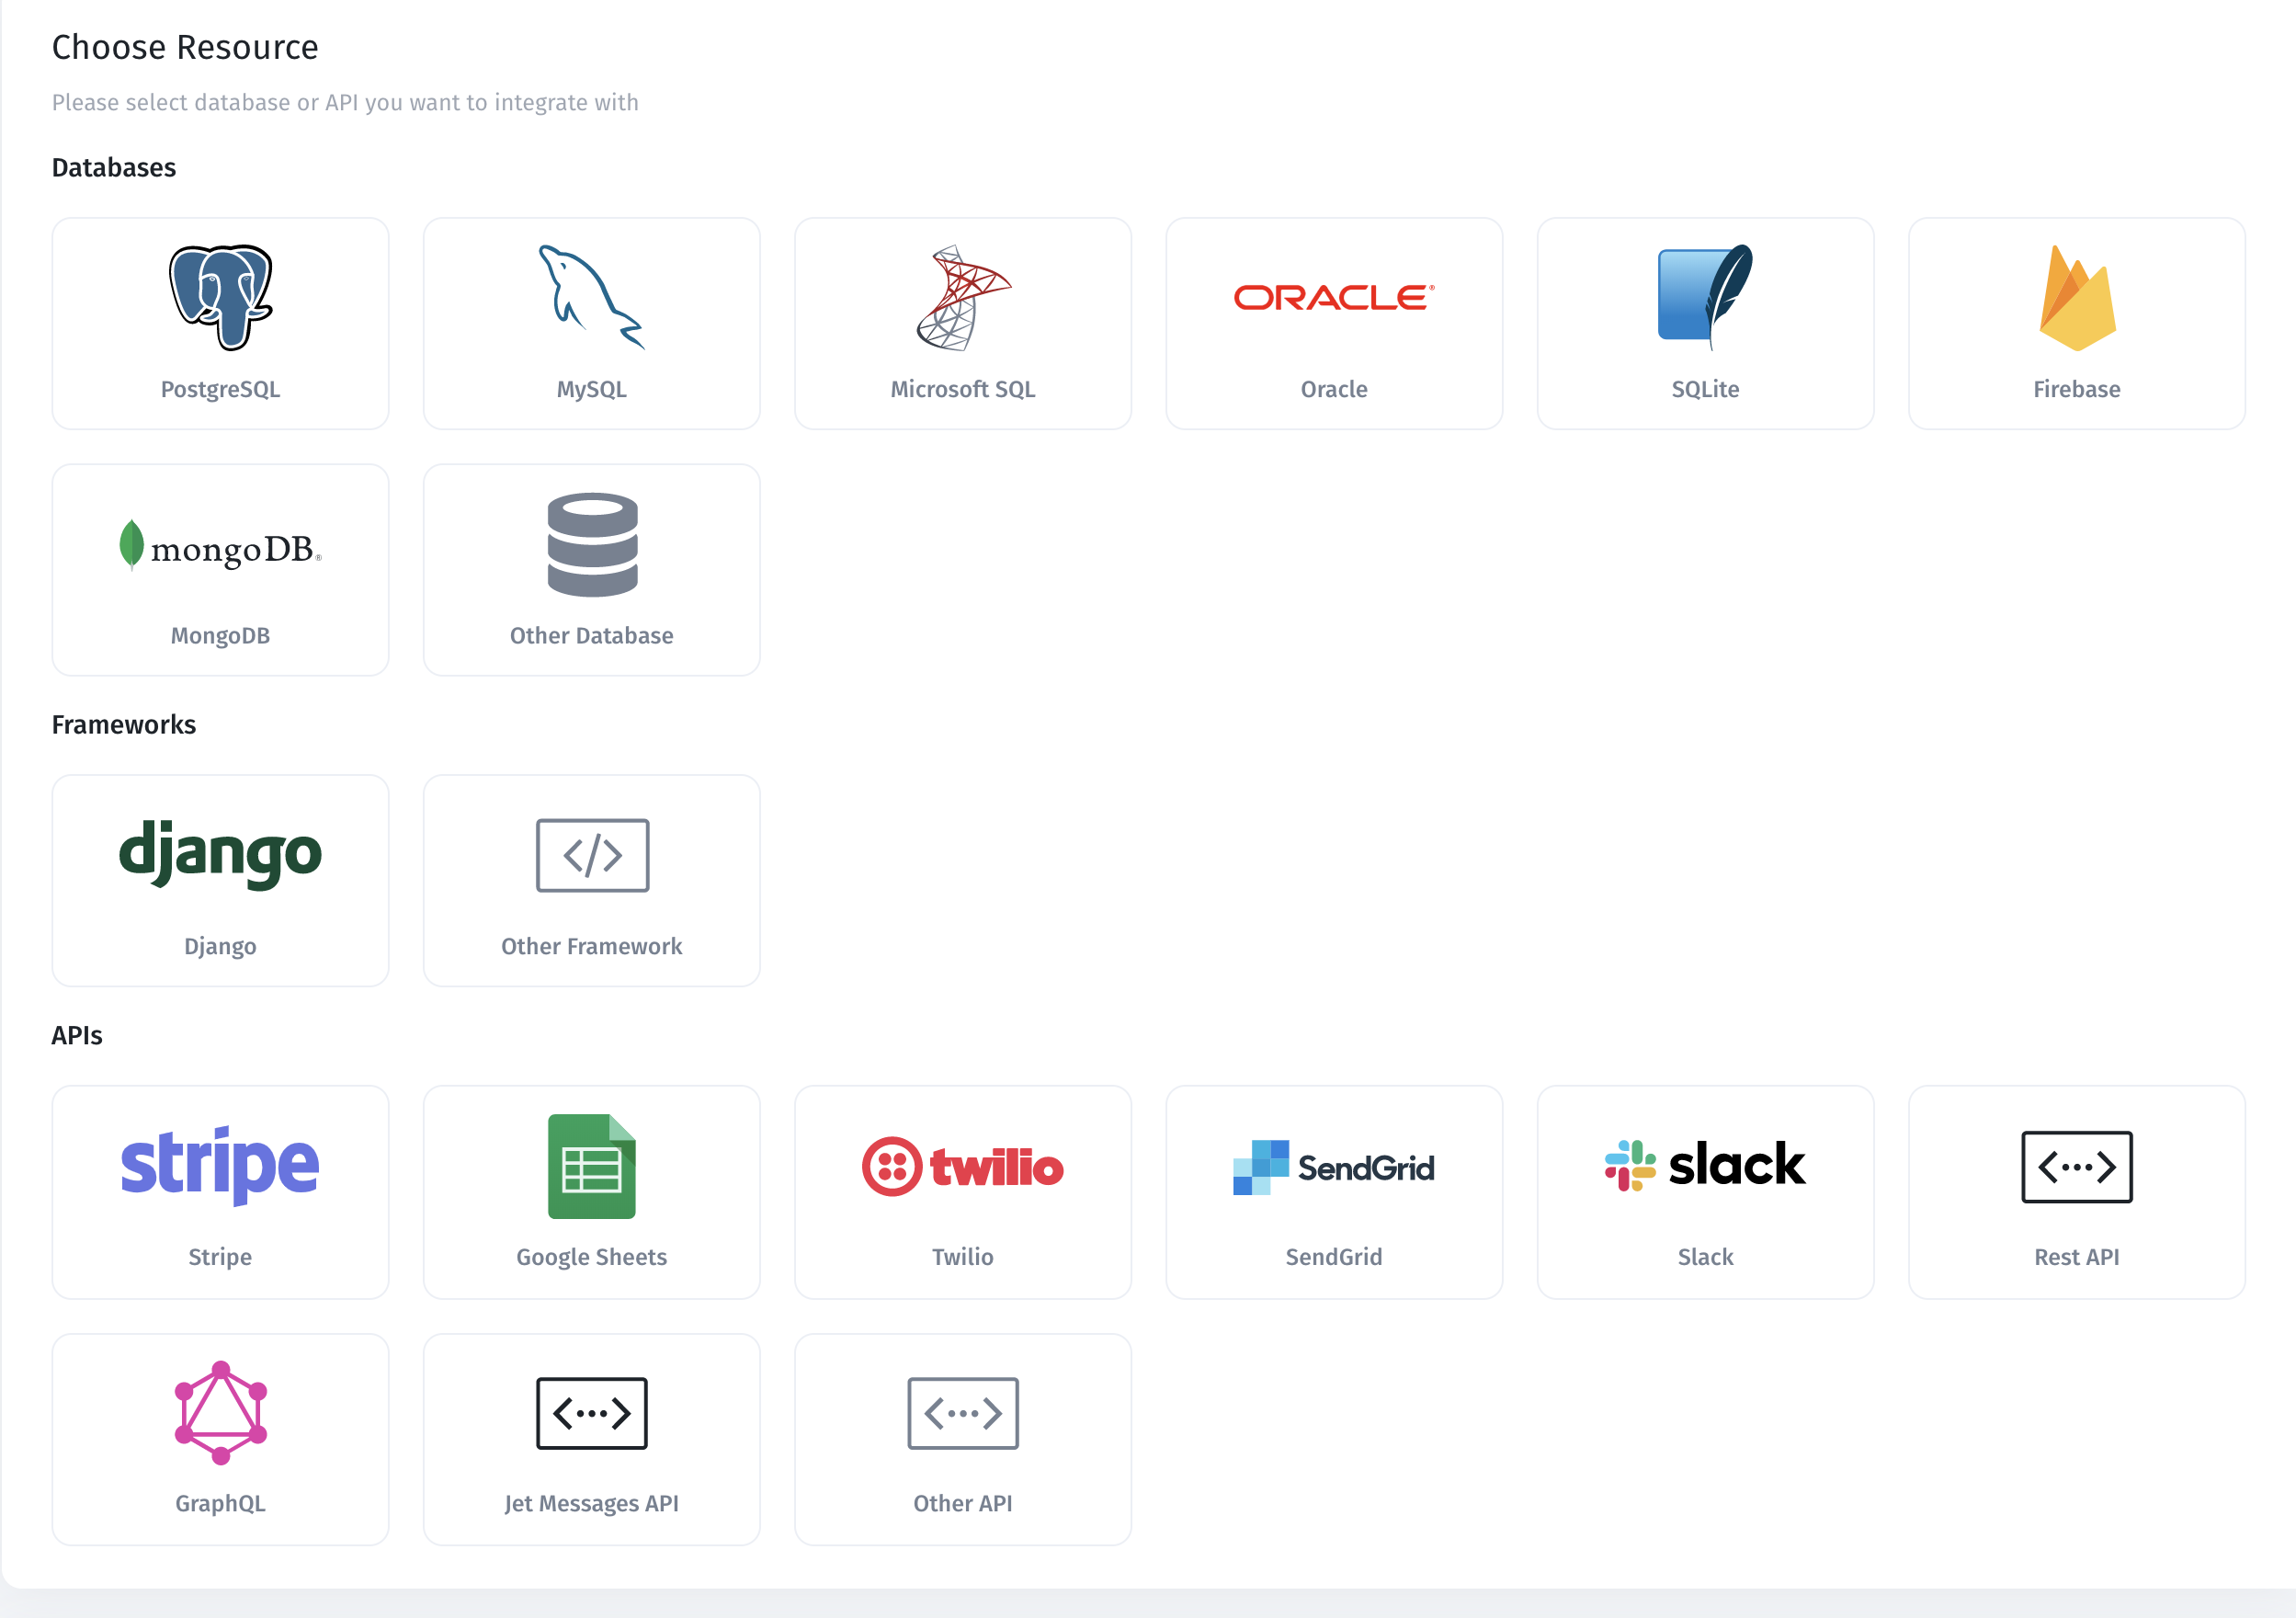 Choose Resource
Please select database or API you want to integrate with
Databases
ORACLE®
PostgreSQL
MySQL
Microsoft SQL
Oracle
SQLite
Firebase
mongoDB®
MongoDB
Other Database
Frameworks
django
</>
Django
Other Framework
APIs
stripe
twilio
SendGrid
slack
<···>
Stripe
Google Sheets
Twilio
SendGrid
Slack
Rest API
<···>
<···>
GraphQL
Jet Messages API
Other API